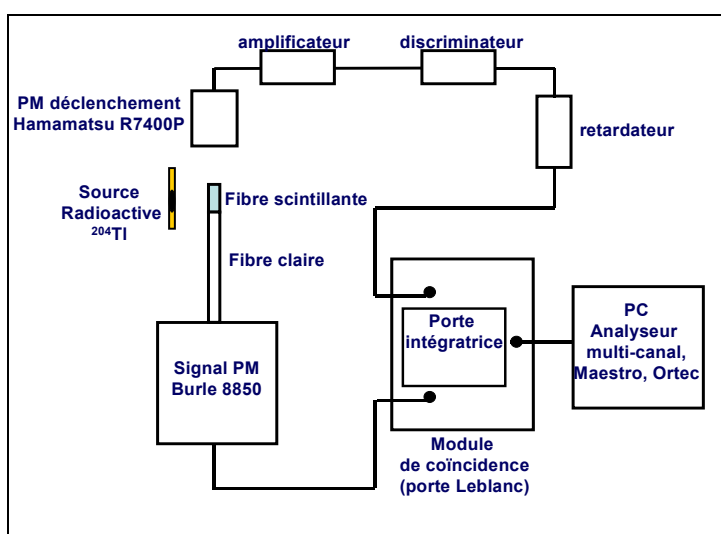 amplificateur
discriminateur
PM déclenchement
Hamamatsu R7400P
retardateur
Source
Radioactive
²⁰⁴Tl
Fibre scintillante
Fibre claire
Signal PM
Burle 8850
Porte
intégratrice
PC
Analyseur
multi-canal,
Maestro, Ortec
Module
de coïncidence
(porte Leblanc)